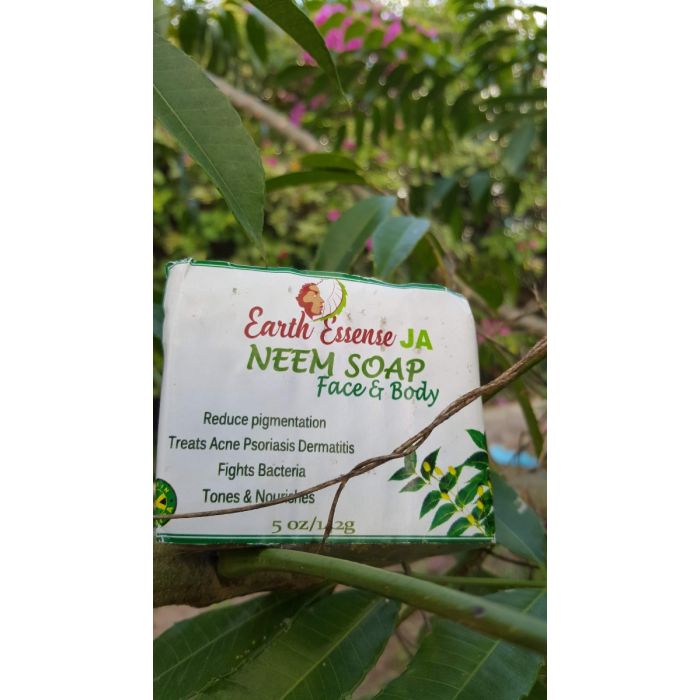 Earth Essense JA
NEEM SOAP
Face & Body
Reduce pigmentation
Treats Acne Psoriasis Dermatitis
Fights Bacteria
Tones & Nourishes
5 oz/142g